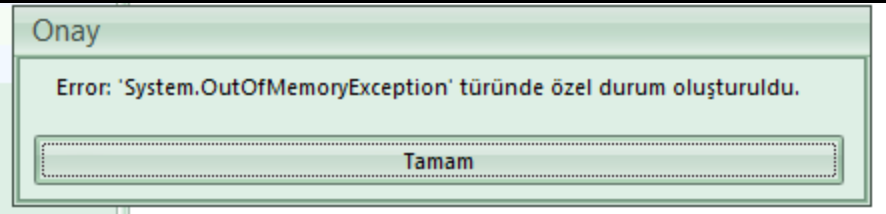 Onay
Error: 'System.OutOfMemoryException' türünde özel durum oluşturuldu.
Tamam